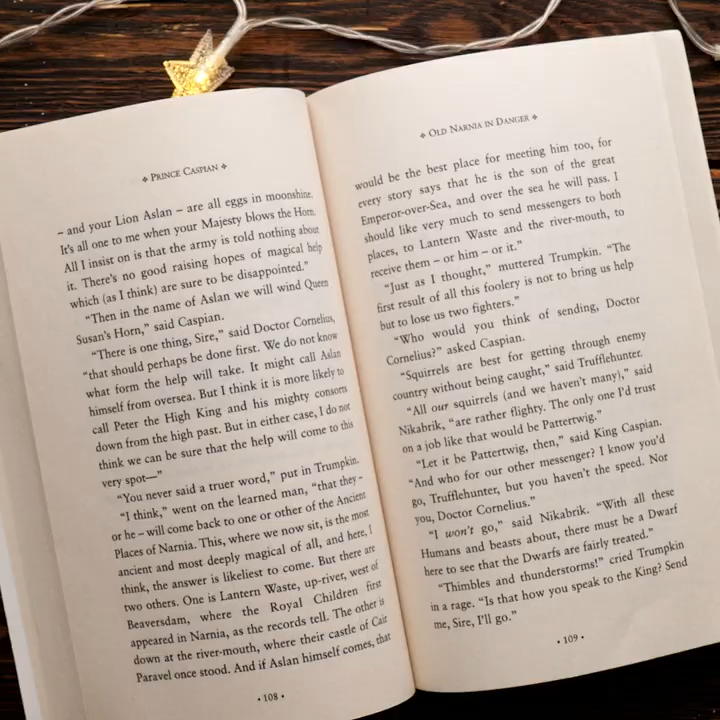 ❖ PRINCE CASPIAN ❖
– and your Lion Aslan – are all eggs in moonshine.
It's all one to me when your Majesty blows the Horn.
All I insist on is that the army is told nothing about
it. There's no good raising hopes of magical help
which (as I think) are sure to be disappointed."
"Then in the name of Aslan we will wind Queen
Susan's Horn," said Caspian.
"There is one thing, Sire," said Doctor Cornelius,
"that should perhaps be done first. We do not know
what form the help will take. It might call Aslan
himself from oversea. But I think it is more likely to
call Peter the High King and his mighty consorts
down from the high past. But in either case, I do not
think we can be sure that the help will come to this
very spot—"
"You never said a truer word," put in Trumpkin.
"I think," went on the learned man, "that they –
or he – will come back to one or other of the Ancient
Places of Narnia. This, where we now sit, is the most
ancient and most deeply magical of all, and here, I
think, the answer is likeliest to come. But there are
two others. One is Lantern Waste, up-river, west of
Beaversdam, where the Royal Children first
appeared in Narnia, as the records tell. The other is
down at the river-mouth, where their castle of Cair
Paravel once stood. And if Aslan himself comes, that
• 108 •
❖ OLD NARNIA IN DANGER ❖
would be the best place for meeting him too, for
every story says that he is the son of the great
Emperor-over-Sea, and over the sea he will pass. I
should like very much to send messengers to both
places, to Lantern Waste and the river-mouth, to
receive them – or him – or it."
"Just as I thought," muttered Trumpkin. "The
first result of all this foolery is not to bring us help
but to lose us two fighters."
"Who would you think of sending, Doctor
Cornelius?" asked Caspian.
"Squirrels are best for getting through enemy
country without being caught," said Trufflehunter.
"All our squirrels (and we haven't many)," said
Nikabrik, "are rather flighty. The only one I'd trust
on a job like that would be Pattertwig."
"Let it be Pattertwig, then," said King Caspian.
"And who for our other messenger? I know you'd
go, Trufflehunter, but you haven't the speed. Nor
you, Doctor Cornelius."
"I won't go," said Nikabrik. "With all these
Humans and beasts about, there must be a Dwarf
here to see that the Dwarfs are fairly treated."
"Thimbles and thunderstorms!" cried Trumpkin
in a rage. "Is that how you speak to the King? Send
me, Sire, I'll go."
• 109 •